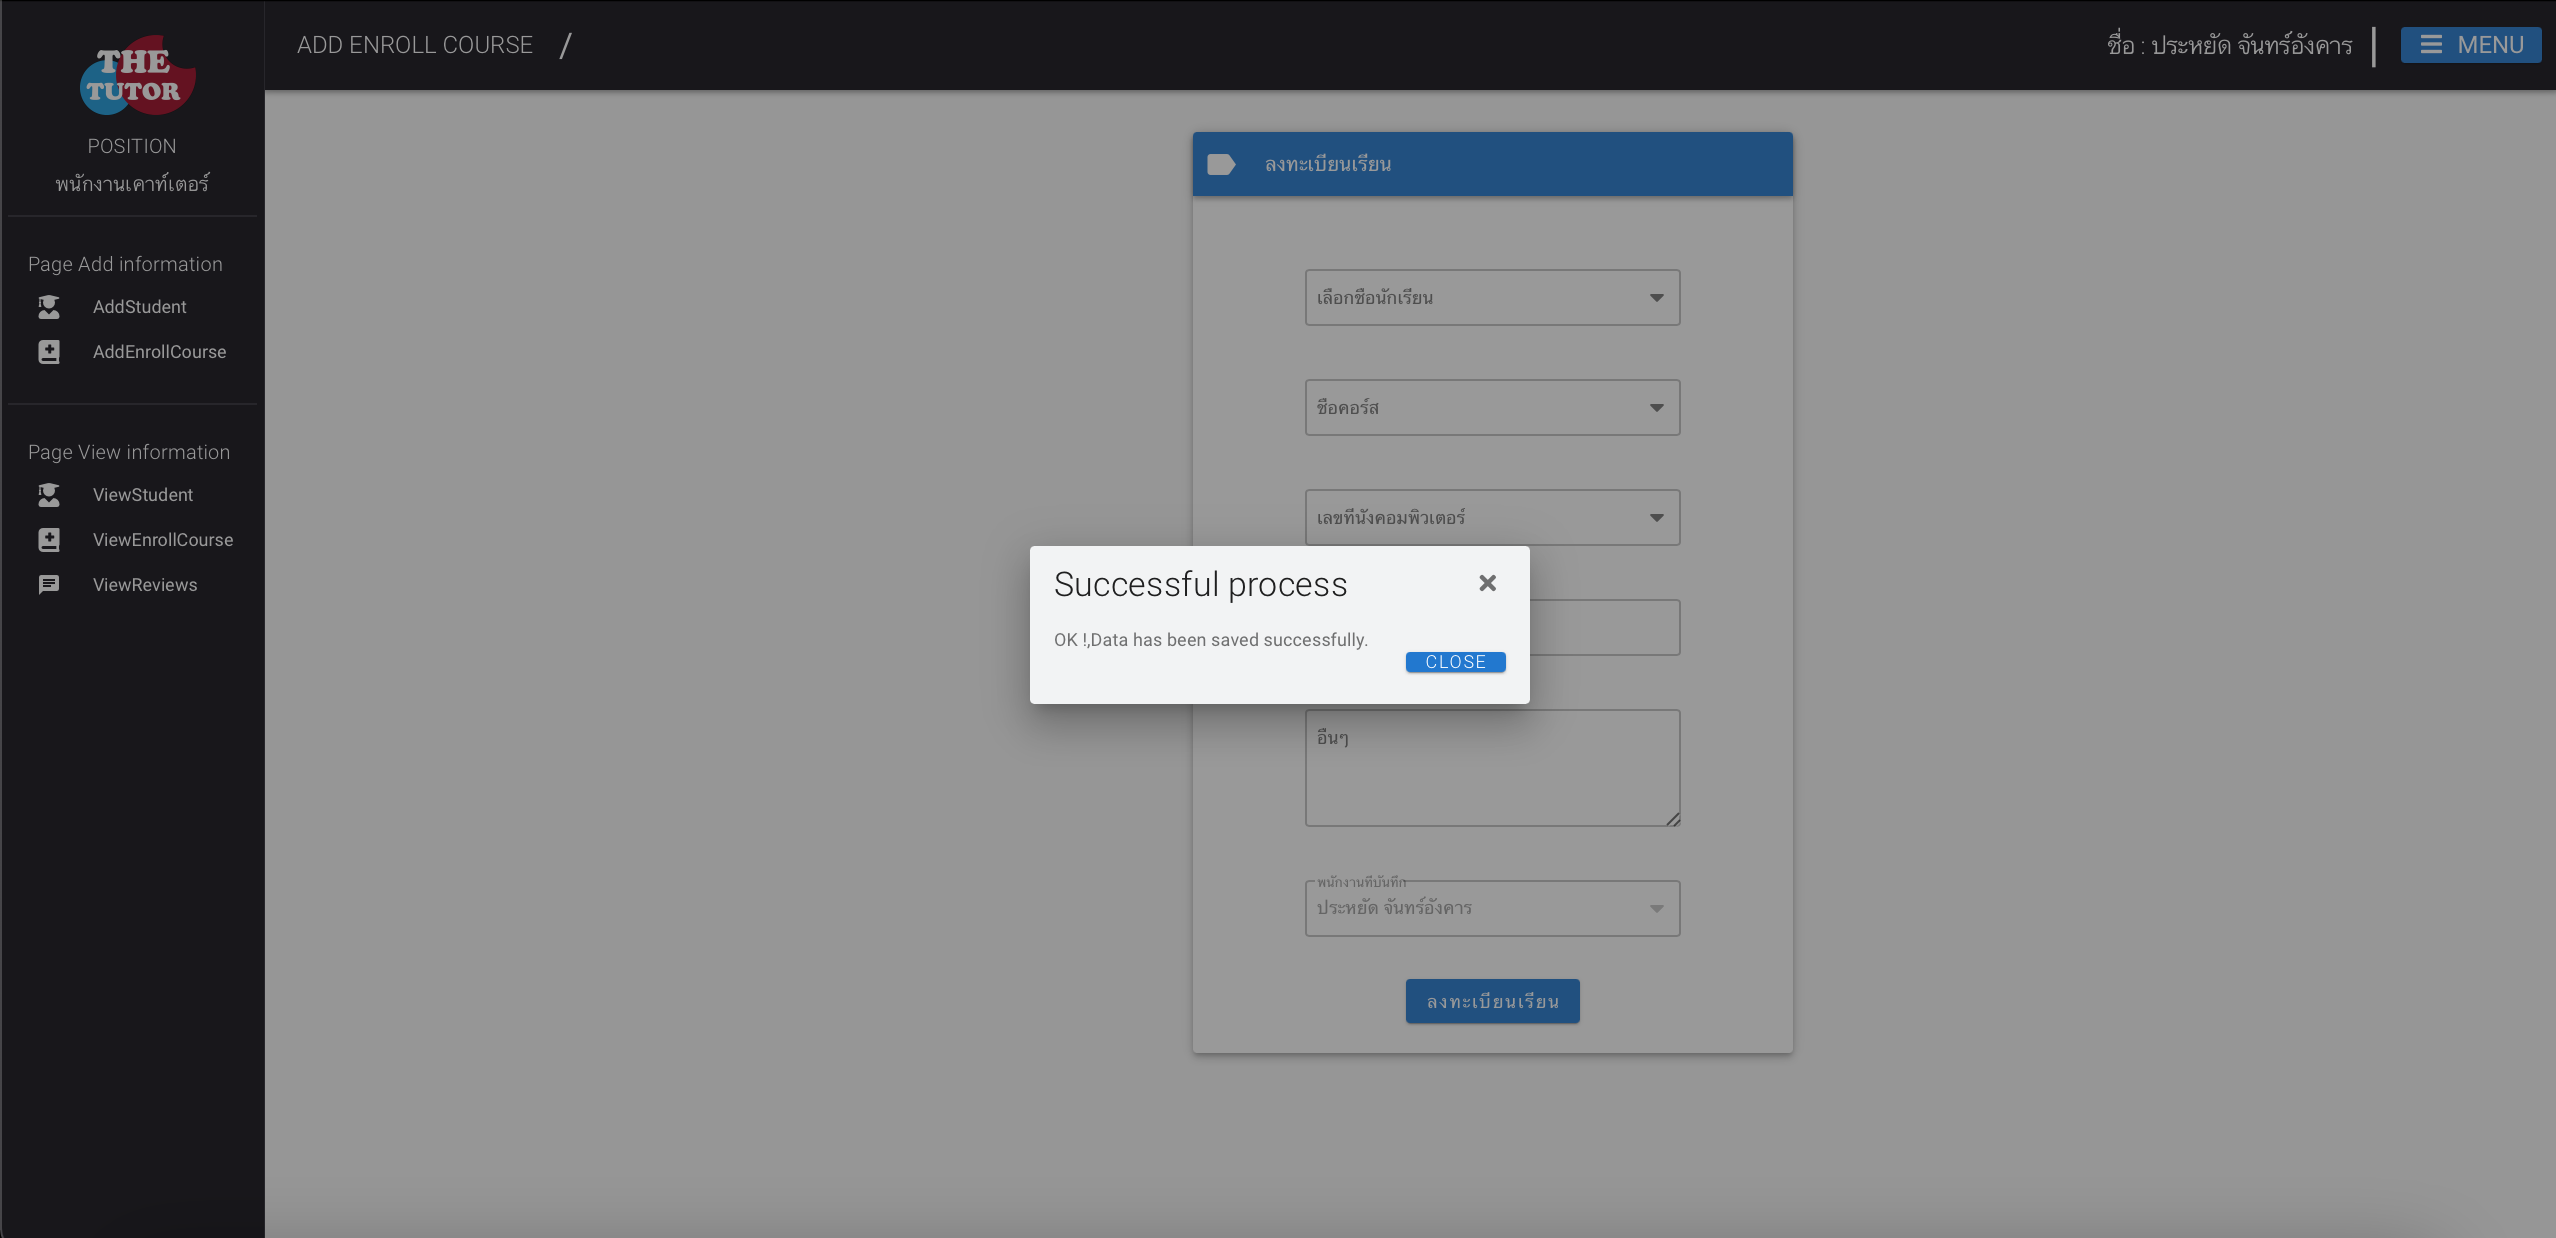 THE
TUTOR
POSITION
พนักงานเคาท์เตอร์
Page Add information
AddStudent
AddEnrollCourse
Page View information
ViewStudent
ViewEnrollCourse
ViewReviews
ADD ENROLL COURSE /
ชื่อ : ประหยัด จันทร์อังคาร
MENU
ลงทะเบียนเรียน
เลือกชื่อนักเรียน
ชื่อคอร์ส
เลขที่นั่งคอมพิวเตอร์
Successful process
OK !,Data has been saved successfully.
CLOSE
อื่นๆ
พนักงานที่บันทึก
ประหยัด จันทร์อังคาร
ลงทะเบียนเรียน